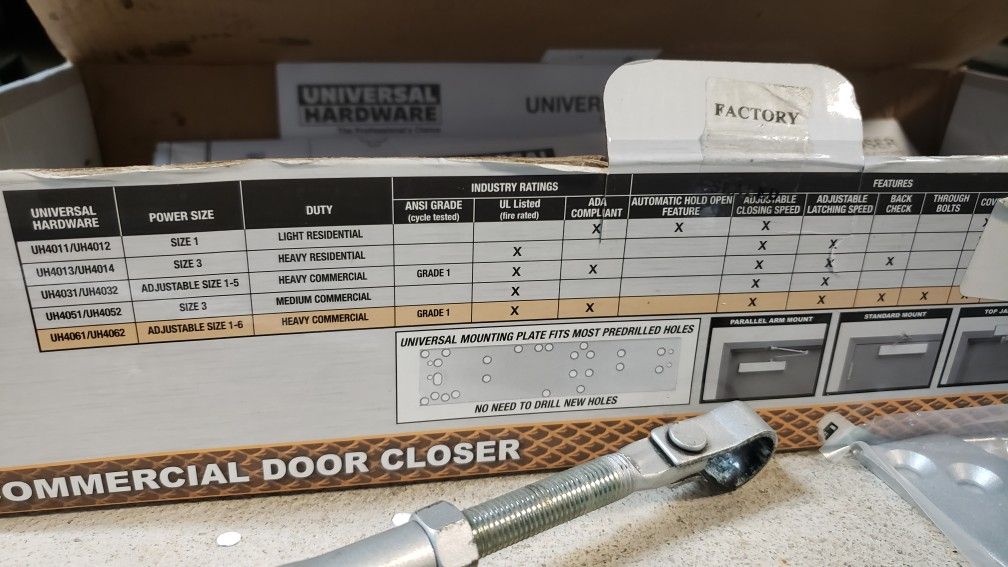 UNIVERSAL
HARDWARE
The Professional's Choice
UNIVER
FACTORY
SER
INDUSTRY RATINGS
FEATURES
UNIVERSAL HARDWARE POWER SIZE DUTY ANSI GRADE (cycle tested) UL Listed (fire rated) ADA COMPLIANT AUTOMATIC HOLD OPEN FEATURE ADJUSTABLE CLOSING SPEED ADJUSTABLE LATCHING SPEED BACK CHECK THROUGH BOLTS COV
UH4011/UH4012 SIZE 1 LIGHT RESIDENTIAL X X X
UH4013/UH4014 SIZE 3 HEAVY RESIDENTIAL X X X
UH4031/UH4032 ADJUSTABLE SIZE 1-5 HEAVY COMMERCIAL GRADE 1 X X X X X
UH4051/UH4052 SIZE 3 MEDIUM COMMERCIAL X X X
UH4061/UH4062 ADJUSTABLE SIZE 1-6 HEAVY COMMERCIAL GRADE 1 X X X X X X
UNIVERSAL MOUNTING PLATE FITS MOST PREDRILLED HOLES
NO NEED TO DRILL NEW HOLES
PARALLEL ARM MOUNT
STANDARD MOUNT
TOP JA
OMMERCIAL DOOR CLOSER